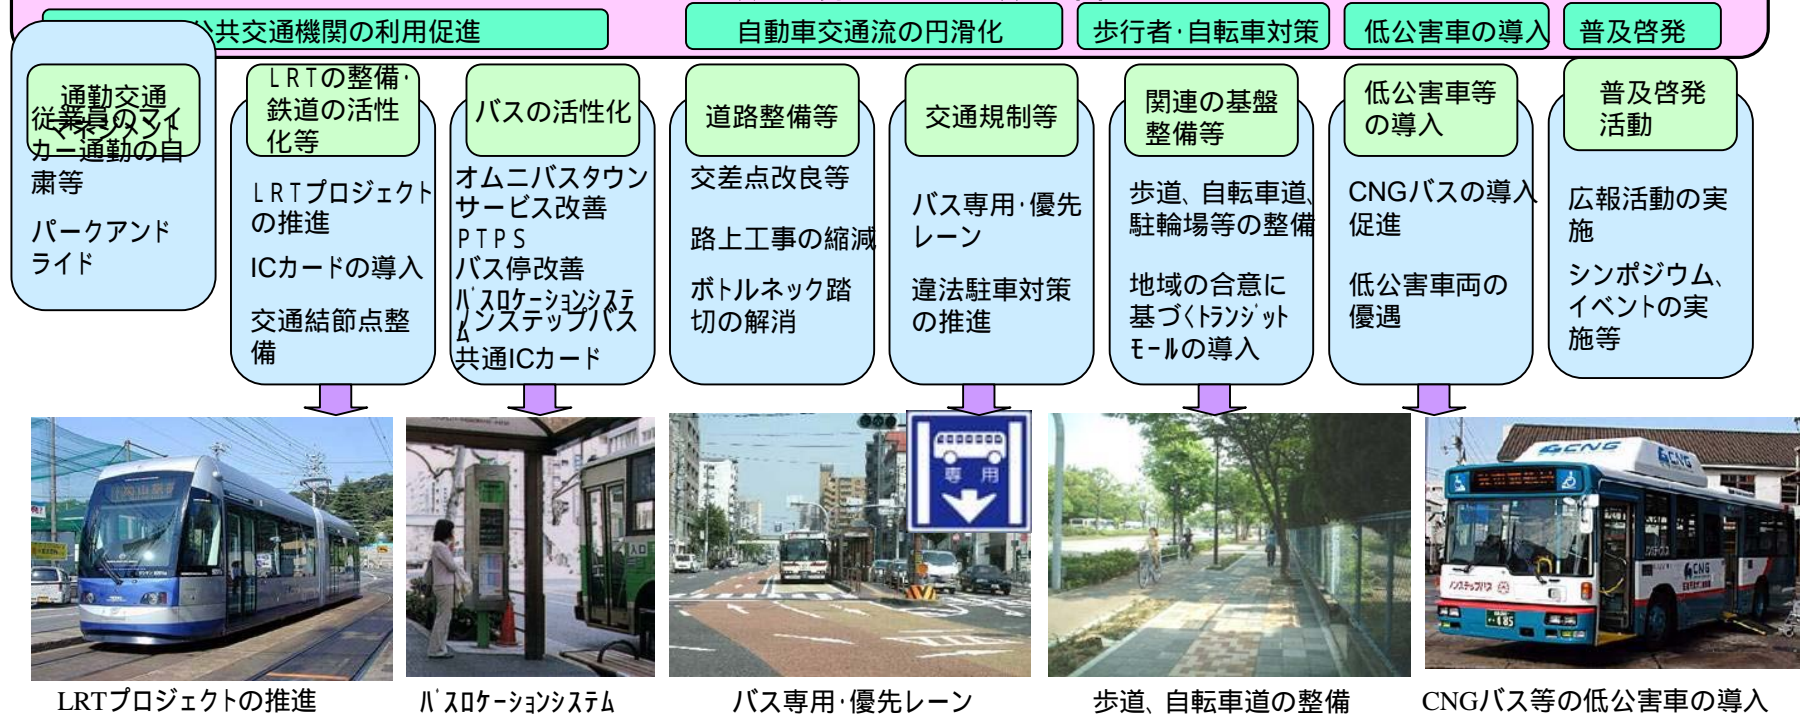 公共交通機関の利用促進
自動車交通流の円滑化
歩行者・自転車対策
低公害車の導入
普及啓発
通勤交通
マネジメント
従業員のマイ
カー通勤の自
粛等
パークアンド
ライド
LRTの整備・
鉄道の活性
化等
LRTプロジェクト
の推進
ICカードの導入
交通結節点整
備
バスの活性化
オムニバスタウン
サービス改善
PTPS
バス停改善
バスロケーションシステ
ム
ノンステップバス
共通ICカード
道路整備等
交差点改良等
路上工事の縮減
ボトルネック踏
切の解消
交通規制等
バス専用・優先
レーン
違法駐車対策
の推進
関連の基盤
整備等
歩道、自転車道、
駐輪場等の整備
地域の合意に
基づくトランジット
モールの導入
低公害車等
の導入
CNGバスの導入
促進
低公害車両の
優遇
普及啓発
活動
広報活動の実
施
シンポジウム、
イベントの実
施等
専用
入口
CNG
CNG
CNG
ノンステップバス
485
LRTプロジェクトの推進
バスロケーションシステム
バス専用・優先レーン
歩道、自転車道の整備
CNGバス等の低公害車の導入